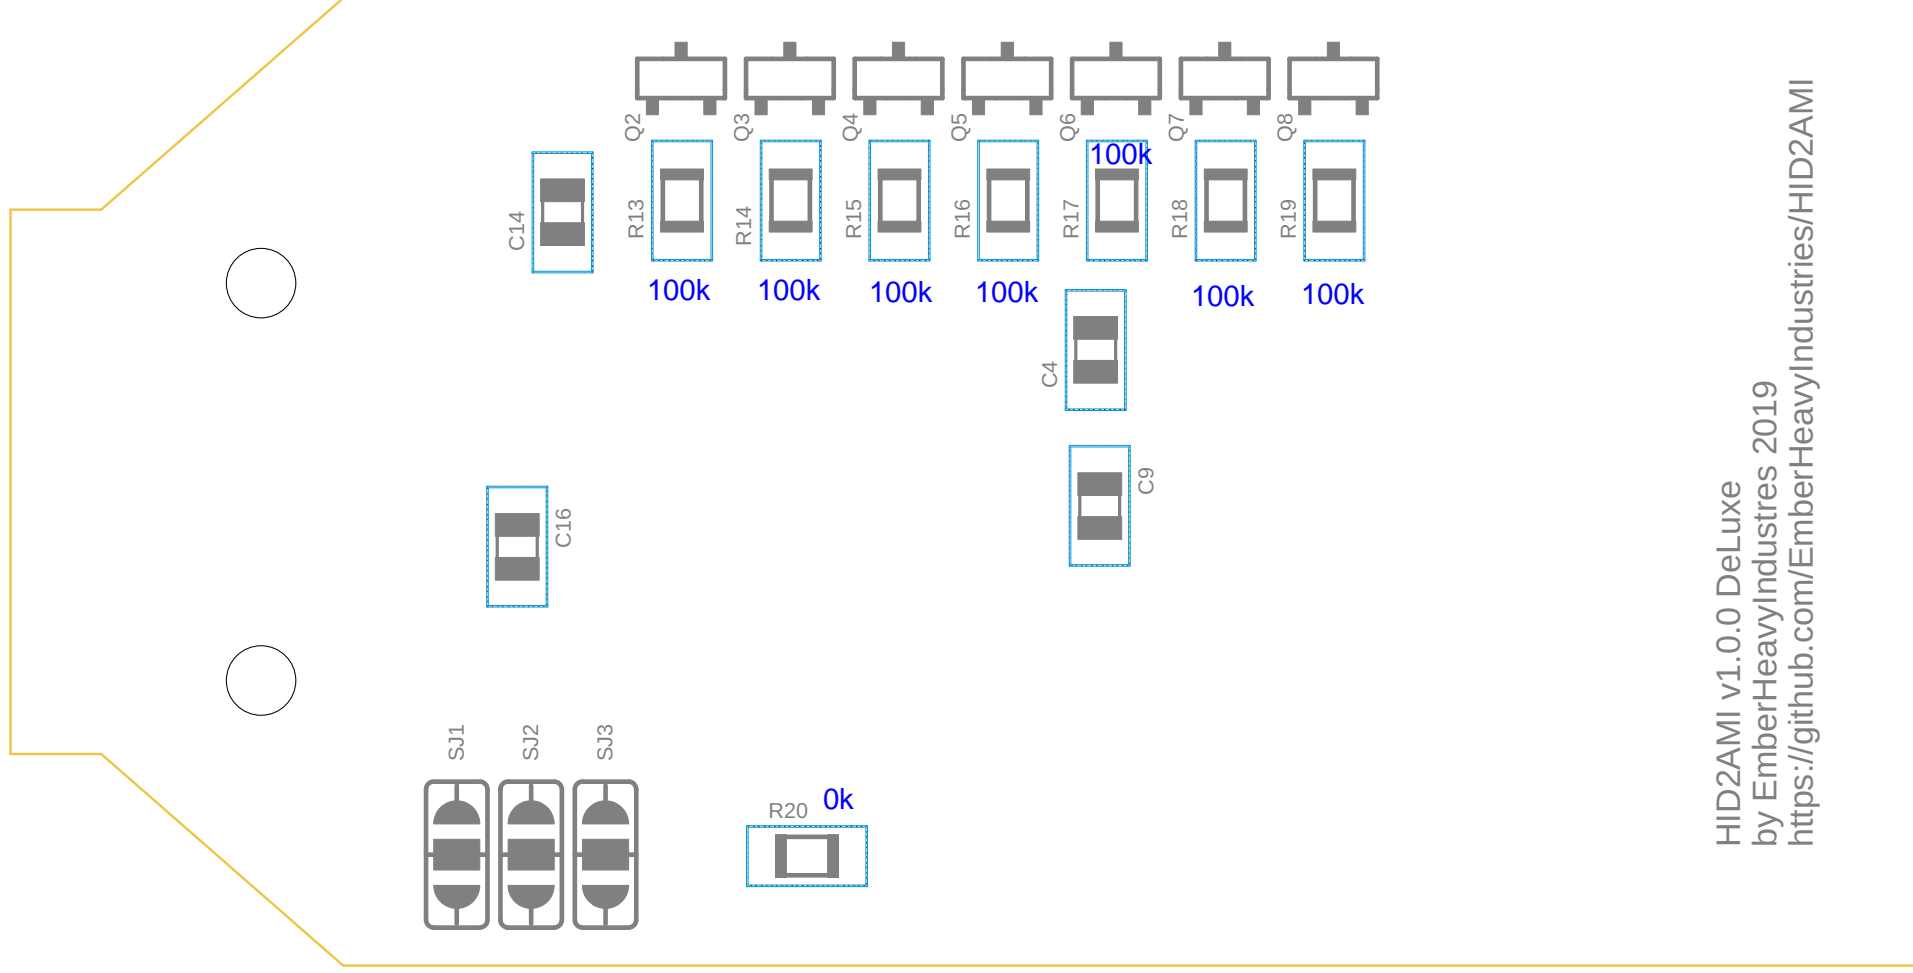 Q2
Q3
Q4
Q5
Q6
Q7
Q8
100k
C14
R13
R14
R15
R16
R17
R18
R19
100k
100k
100k
100k
100k
100k
C4
C9
C16
SJ1
SJ2
SJ3
R20
0k
HID2AMI v1.0.0 DeLuxe
by EmberHeavyIndustres 2019
https://github.com/EmberHeavyIndustries/HID2AMI